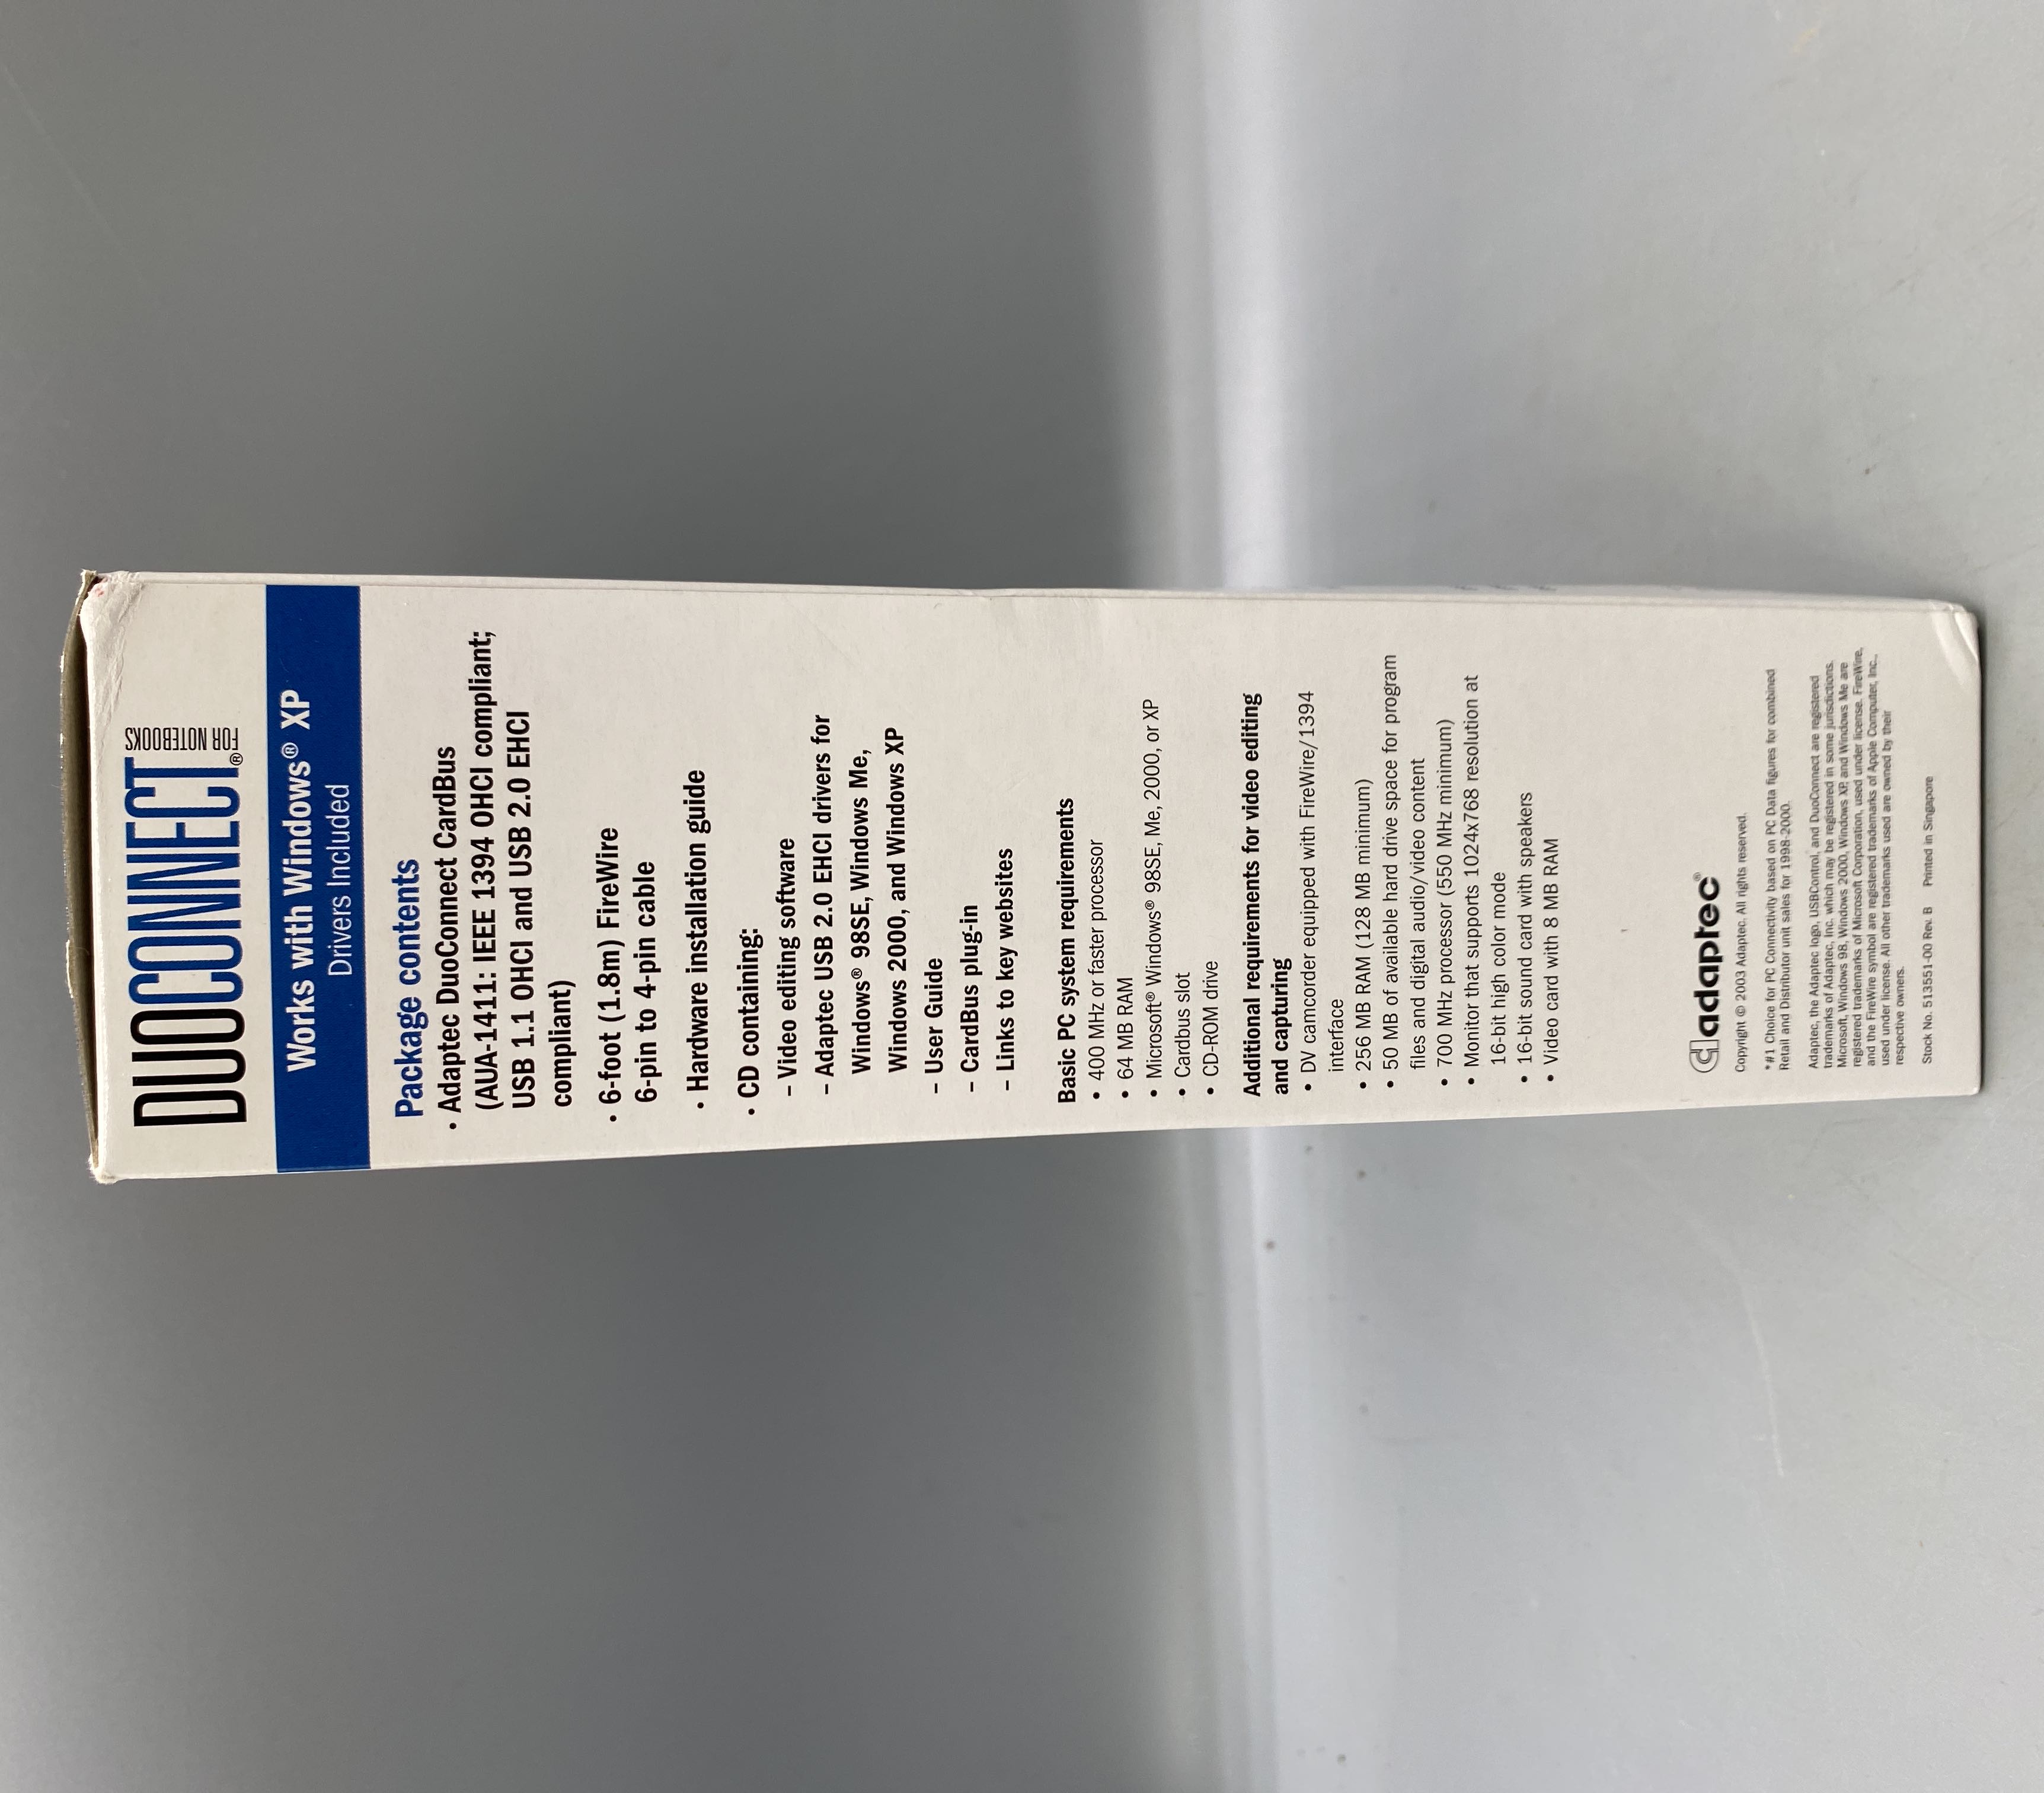 DUOCONNECT® FOR NOTEBOOKS
Works with Windows® XP
Drivers Included
Package contents
• Adaptec DuoConnect CardBus
(AUA-1411: IEEE 1394 OHCI compliant;
USB 1.1 OHCI and USB 2.0 EHCI
compliant)
• 6-foot (1.8m) FireWire
6-pin to 4-pin cable
• Hardware installation guide
• CD containing:
– Video editing software
– Adaptec USB 2.0 EHCI drivers for
Windows® 98SE, Windows Me,
Windows 2000, and Windows XP
– User Guide
– CardBus plug-in
– Links to key websites
Basic PC system requirements
• 400 MHz or faster processor
• 64 MB RAM
• Microsoft® Windows® 98SE, Me, 2000, or XP
• Cardbus slot
• CD-ROM drive
Additional requirements for video editing
and capturing
• DV camcorder equipped with FireWire/1394
interface
• 256 MB RAM (128 MB minimum)
• 50 MB of available hard drive space for program
files and digital audio/video content
• 700 MHz processor (550 MHz minimum)
• Monitor that supports 1024x768 resolution at
16-bit high color mode
• 16-bit sound card with speakers
• Video card with 8 MB RAM
adaptec®
Copyright © 2003 Adaptec. All rights reserved.
*#1 Choice for PC Connectivity based on PC Data figures for combined
Retail and Distributor unit sales for 1998-2000.
Adaptec, the Adaptec logo, USBControl, and DuoConnect are registered
trademarks of Adaptec, Inc. which may be registered in some jurisdictions.
Microsoft, Windows 98, Windows 2000, Windows XP, and Windows Me are
registered trademarks of Microsoft Corporation, used under license. FireWire,
and the FireWire symbol are registered trademarks of Apple Computer, Inc.,
used under license. All other trademarks used are owned by their
respective owners.
Stock No. 513551-00 Rev. B Printed in Singapore